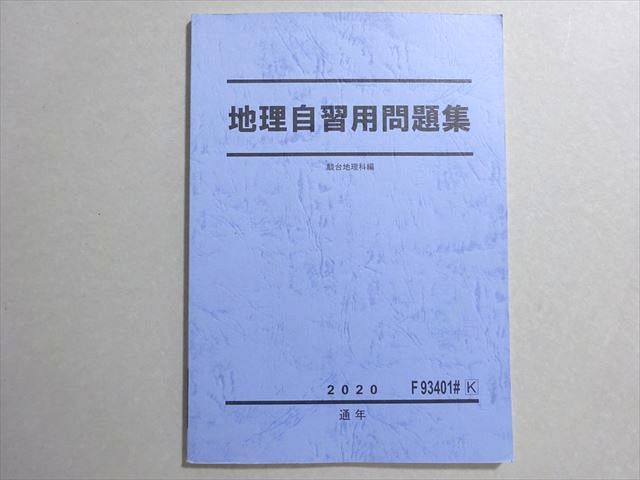 地理自習用問題集
駿台地理科編
2020 F93401# K
通年